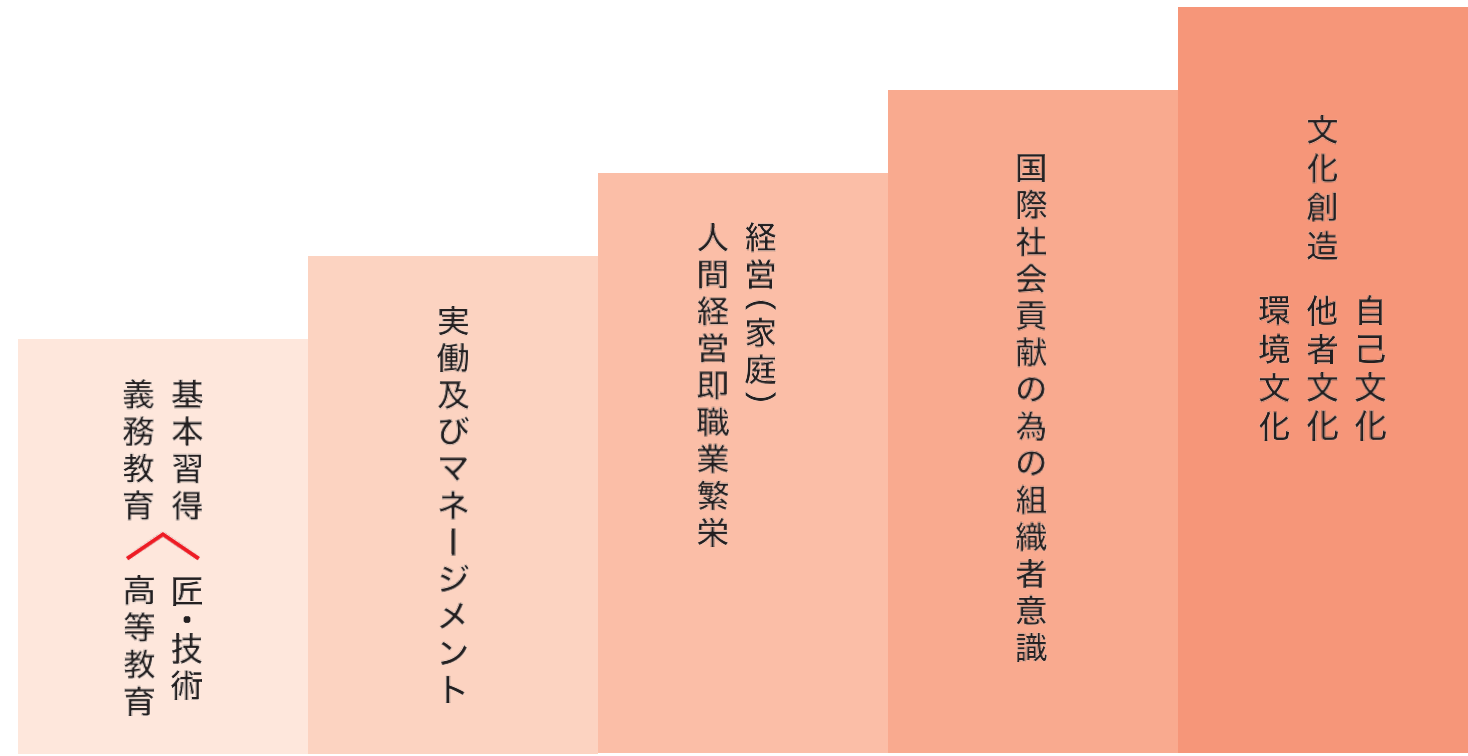 基本習得
義務教育
匠・技術
高等教育
実働及びマネージメント
経営(家庭)
人間経営即職業繁栄
国際社会貢献の為の組織者意識
文化創造
自己文化
他者文化
環境文化